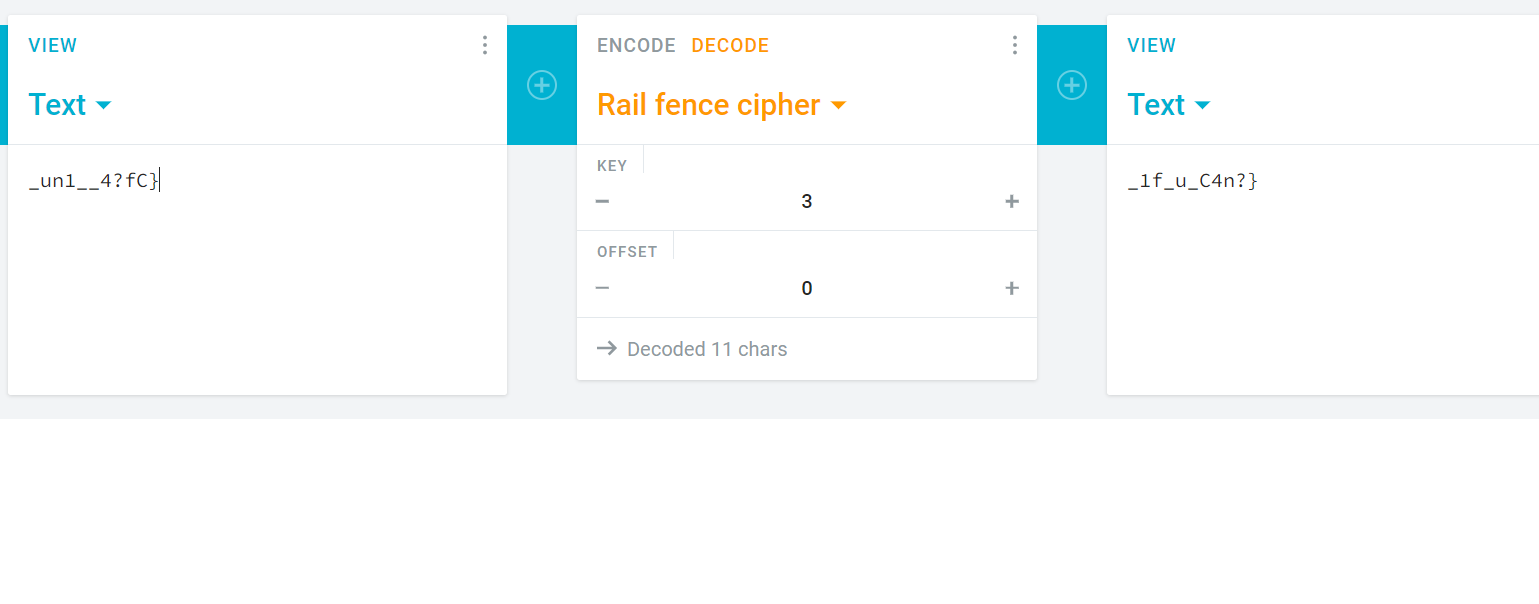 VIEW
Text
_un1__4?fC}
ENCODE DECODE
Rail fence cipher
KEY
− 3 +
OFFSET
− 0 +
→ Decoded 11 chars
VIEW
Text
_1f_u_C4n?}